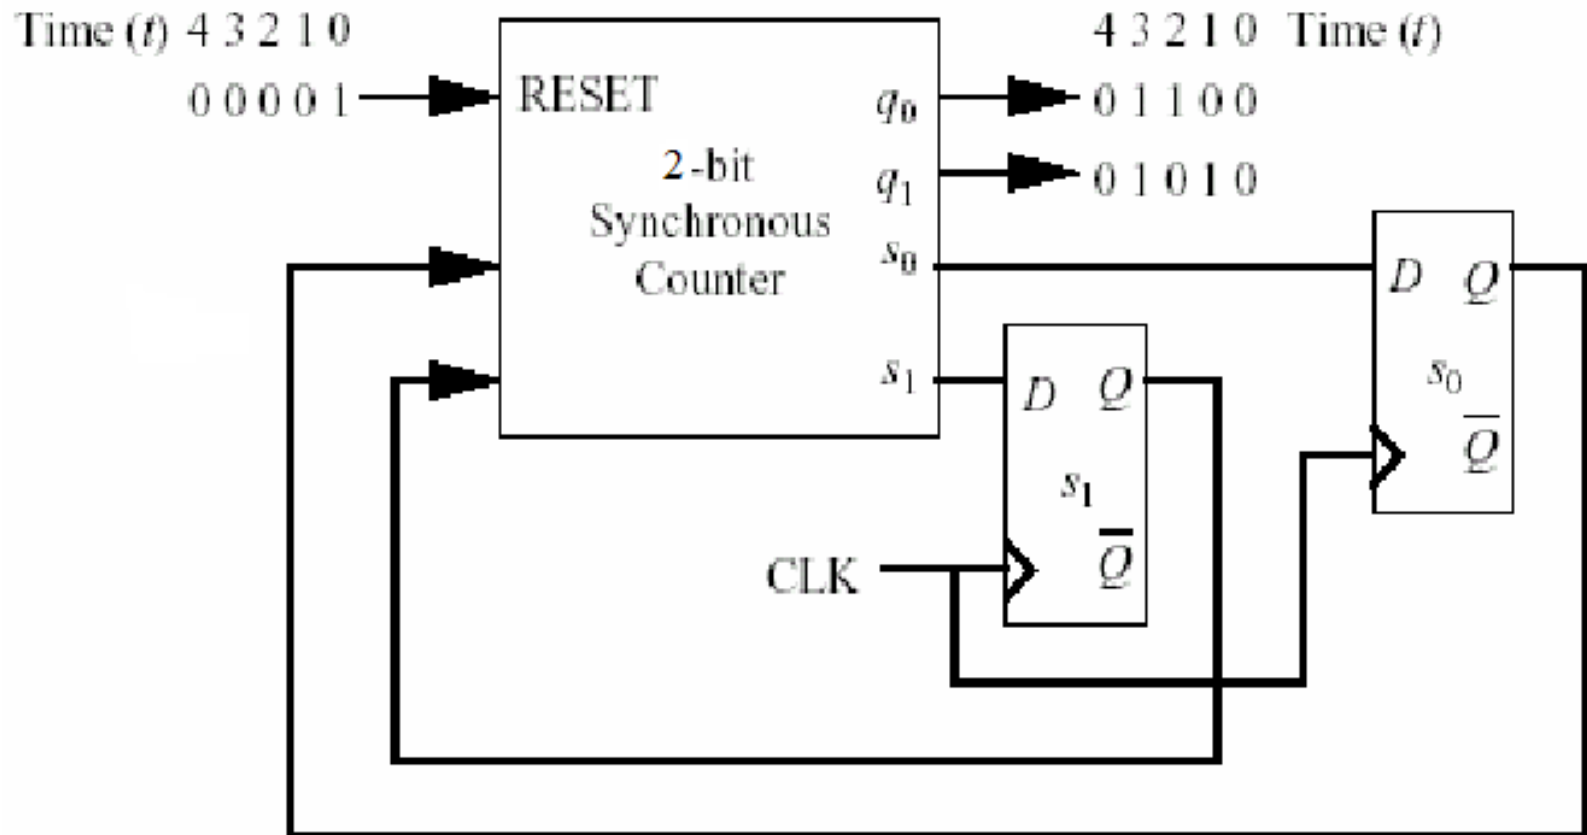 Time (t) 4 3 2 1 0
4 3 2 1 0 Time (t)
0 0 0 0 1
RESET
q₀
0 1 1 0 0
2-bit
Synchronous
Counter
q₁
0 1 0 1 0
s₀
D Q
s₁
D Q
s₀
Q̅
s₁
Q̅
CLK